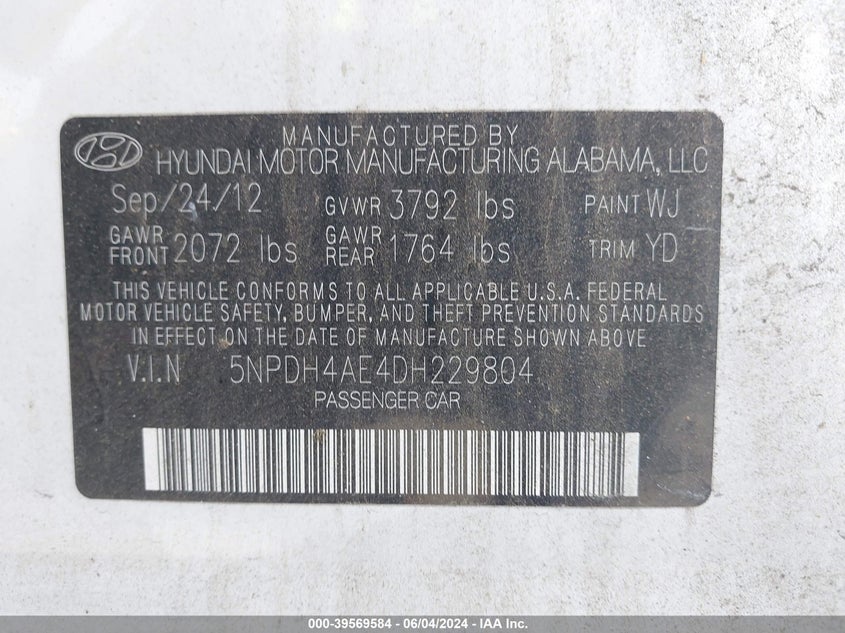 MANUFACTURED BY
HYUNDAI MOTOR MANUFACTURING ALABAMA, LLC
Sep/24/12 GVWR 3792 lbs PAINT WJ
GAWR FRONT 2072 lbs GAWR REAR 1764 lbs TRIM YD
THIS VEHICLE CONFORMS TO ALL APPLICABLE U.S.A. FEDERAL
MOTOR VEHICLE SAFETY, BUMPER, AND THEFT PREVENTION STANDARDS
IN EFFECT ON THE DATE OF MANUFACTURE SHOWN ABOVE
V.I.N 5NPDH4AE4DH229804
PASSENGER CAR
000-39569584 - 06/04/2024 - IAA Inc.